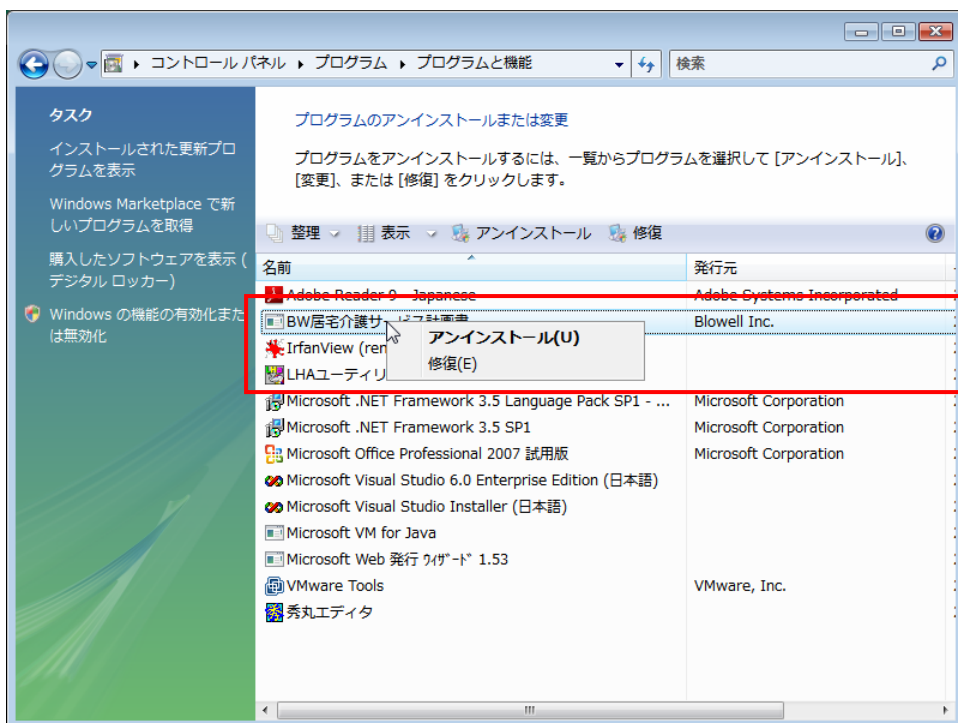 コントロール パネル ▸ プログラム ▸ プログラムと機能
検索
タスク
インストールされた更新プロ
グラムを表示
Windows Marketplace で新
しいプログラムを取得
購入したソフトウェアを表示 (
デジタル ロッカー)
Windows の機能の有効化また
は無効化
プログラムのアンインストールまたは変更
プログラムをアンインストールするには、一覧からプログラムを選択して [アンインストール]、
[変更]、または [修復] をクリックします。
整理 表示 アンインストール 修復
名前 発行元
Adobe Reader 9 - Japanese Adobe Systems Incorporated
BW居宅介護サービス計画書 Blowell Inc.
アンインストール(U)
修復(E)
IrfanView (rem
LHAユーティリ
Microsoft .NET Framework 3.5 Language Pack SP1 - ... Microsoft Corporation
Microsoft .NET Framework 3.5 SP1 Microsoft Corporation
Microsoft Office Professional 2007 試用版 Microsoft Corporation
Microsoft Visual Studio 6.0 Enterprise Edition (日本語)
Microsoft Visual Studio Installer (日本語)
Microsoft VM for Java
Microsoft Web 発行 ｳｨｻﾞｰﾄﾞ 1.53
VMware Tools VMware, Inc.
秀丸エディタ